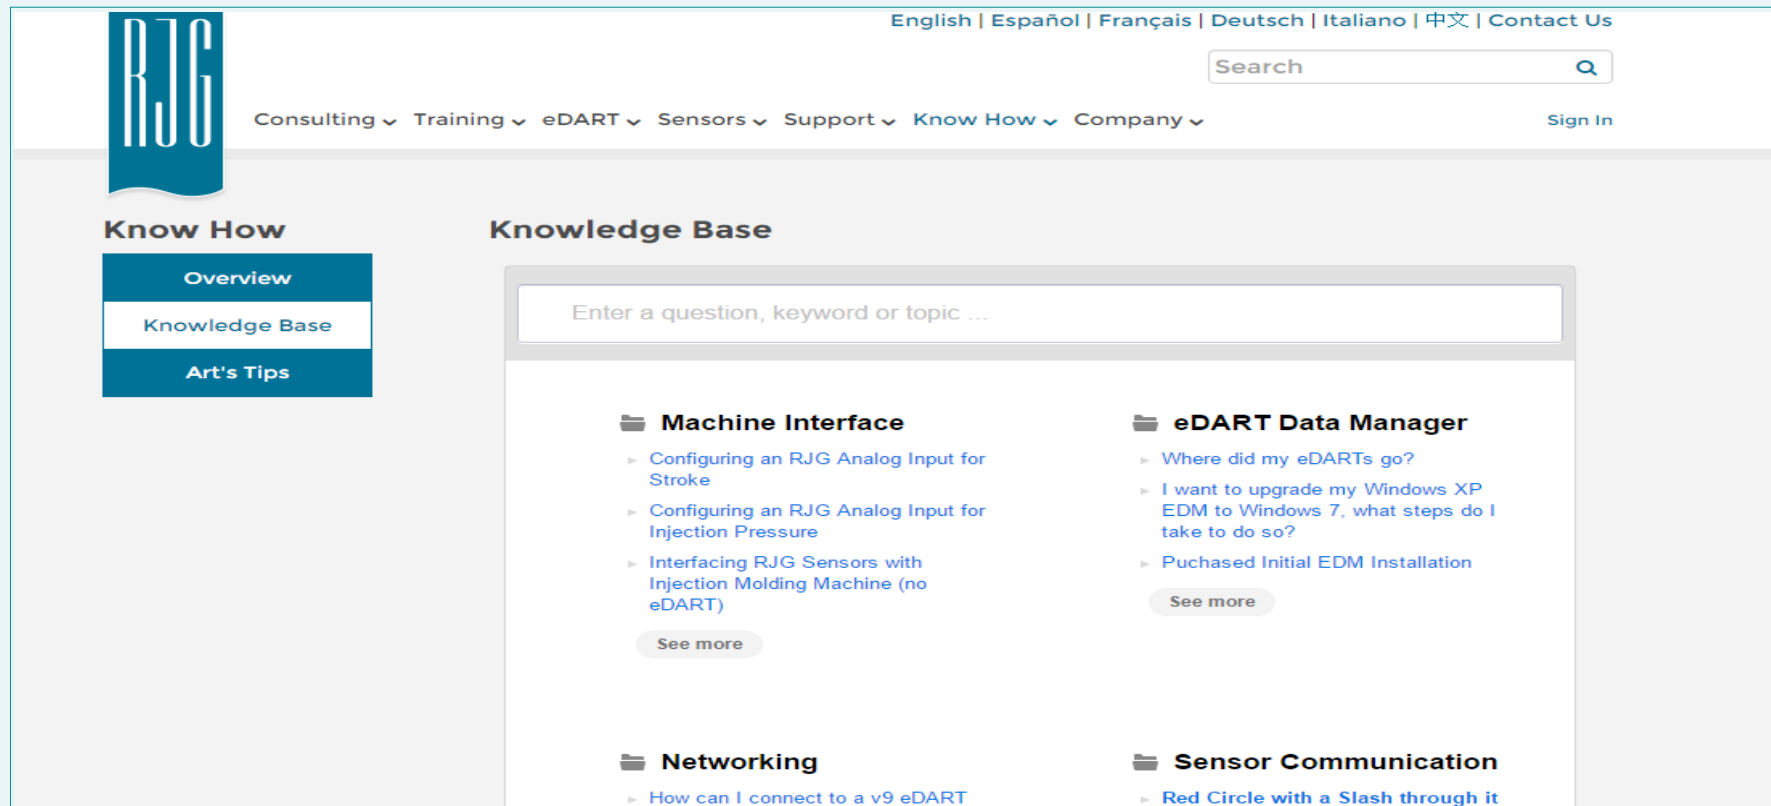 RJG
English | Español | Français | Deutsch | Italiano | 中文 | Contact Us
Search
Consulting Training eDART Sensors Support Know How Company
Sign In
Know How
Overview
Knowledge Base
Art's Tips
Knowledge Base
Enter a question, keyword or topic ...
Machine Interface
Configuring an RJG Analog Input for
Stroke
Configuring an RJG Analog Input for
Injection Pressure
Interfacing RJG Sensors with
Injection Molding Machine (no
eDART)
See more
eDART Data Manager
Where did my eDARTs go?
I want to upgrade my Windows XP
EDM to Windows 7, what steps do I
take to do so?
Puchased Initial EDM Installation
See more
Networking
How can I connect to a v9 eDART
Sensor Communication
Red Circle with a Slash through it